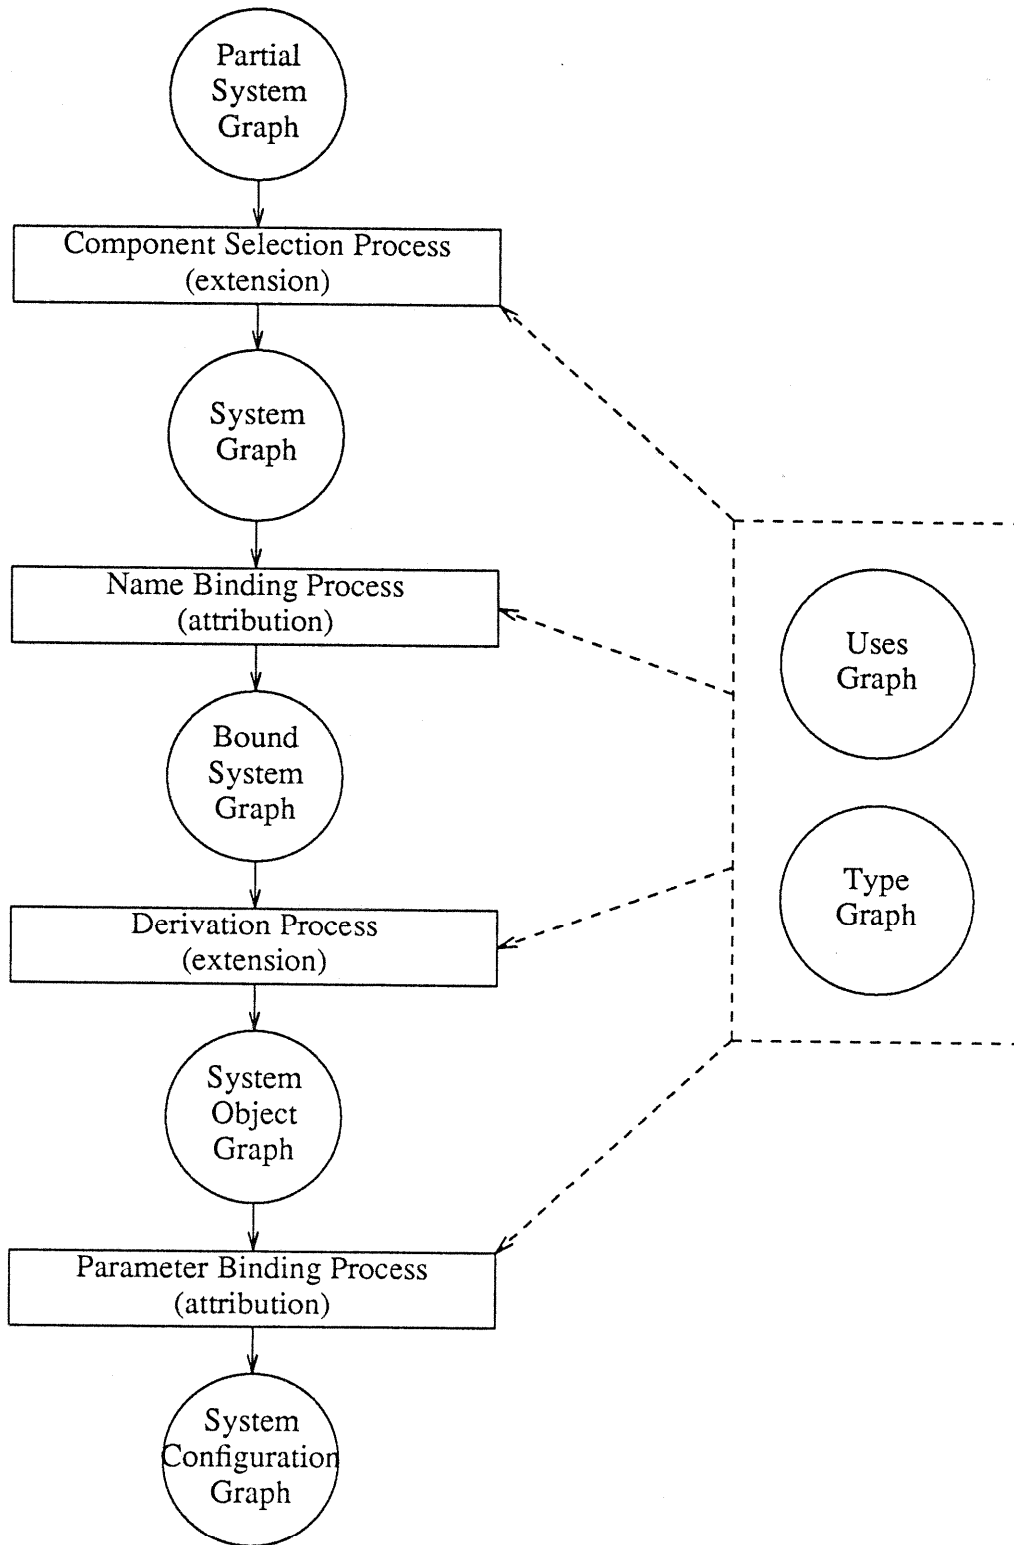 Partial
System
Graph
Component Selection Process
(extension)
System
Graph
Name Binding Process
(attribution)
Uses
Graph
Bound
System
Graph
Type
Graph
Derivation Process
(extension)
System
Object
Graph
Parameter Binding Process
(attribution)
System
Configuration
Graph